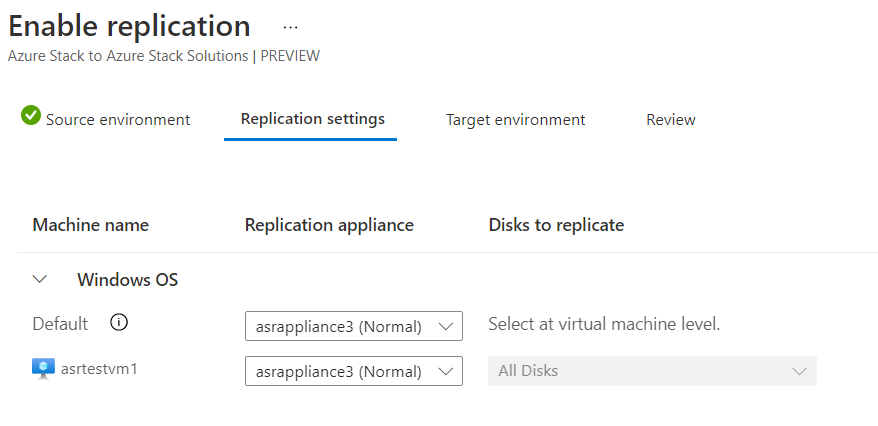 Enable replication ...
Azure Stack to Azure Stack Solutions | PREVIEW
Source environment Replication settings Target environment Review
Machine name Replication appliance Disks to replicate
Windows OS
Default asrappliance3 (Normal) Select at virtual machine level.
asrtestvm1 asrappliance3 (Normal) All Disks